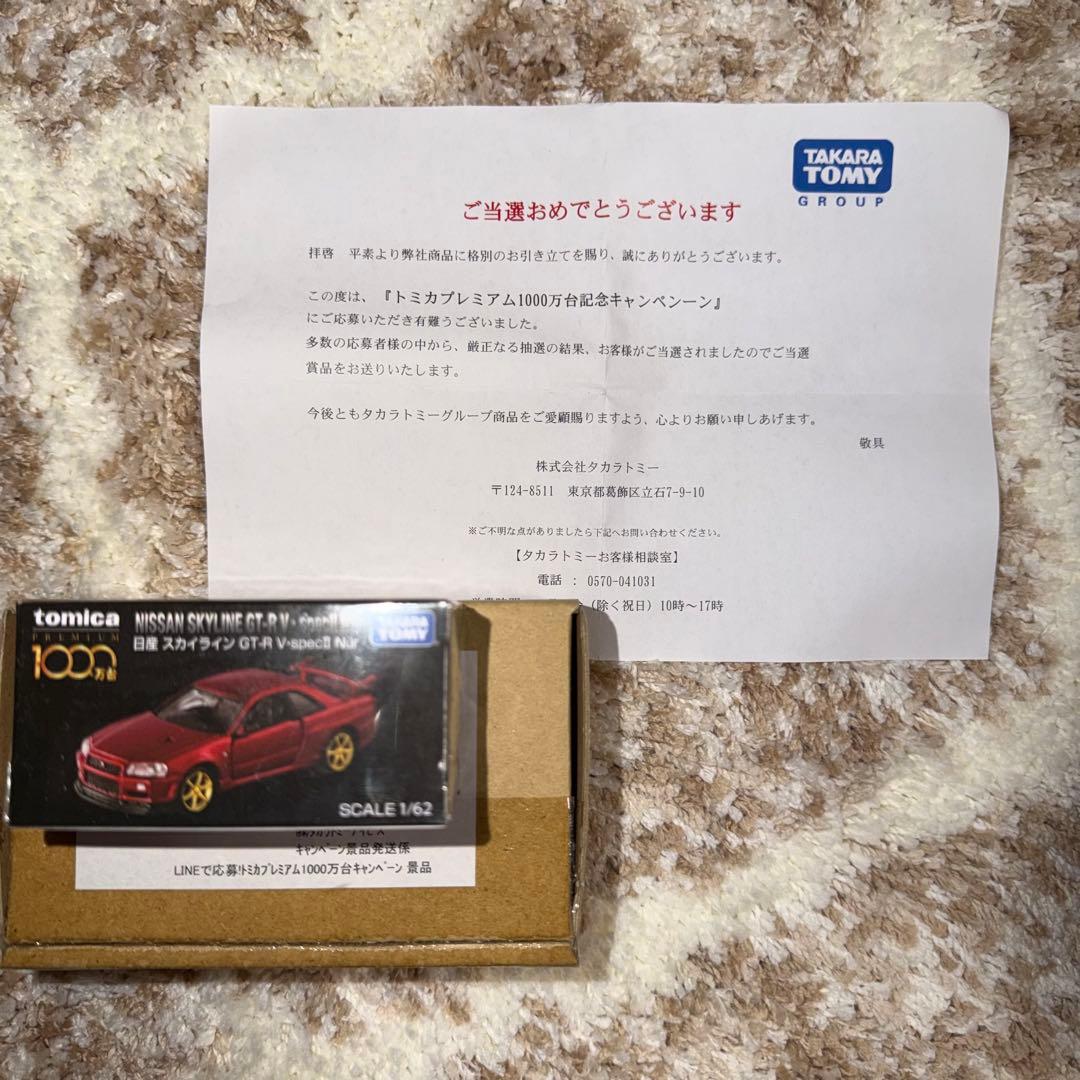 TAKARA
TOMY
GROUP
ご当選おめでとうございます
拝啓　平素より弊社商品に格別のお引き立てを賜り、誠にありがとうございます。
この度は、『トミカプレミアム1000万台記念キャンペンーン』
にご応募いただき有難うございました。
多数の応募者様の中から、厳正なる抽選の結果、お客様がご当選されましたのでご当選
賞品をお送りいたします。
今後ともタカラトミーグループ商品をご愛顧賜りますよう、心よりお願い申しあげます。
敬具
株式会社タカラトミー
〒124-8511　東京都葛飾区立石7-9-10
※ご不明な点がありましたら下記へお問い合わせください。
【タカラトミーお客様相談室】
電話　：　0570-041031
（除く祝日）10時～17時
tomica
PREMIUM
1000万台
NISSAN SKYLINE GT-R V・specⅡ
日産 スカイライン GT-R V・specⅡ Nür
TAKARA
TOMY
SCALE 1/62
キャンペーン景品発送係
LINEで応募!トミカプレミアム1000万台キャンペーン 景品